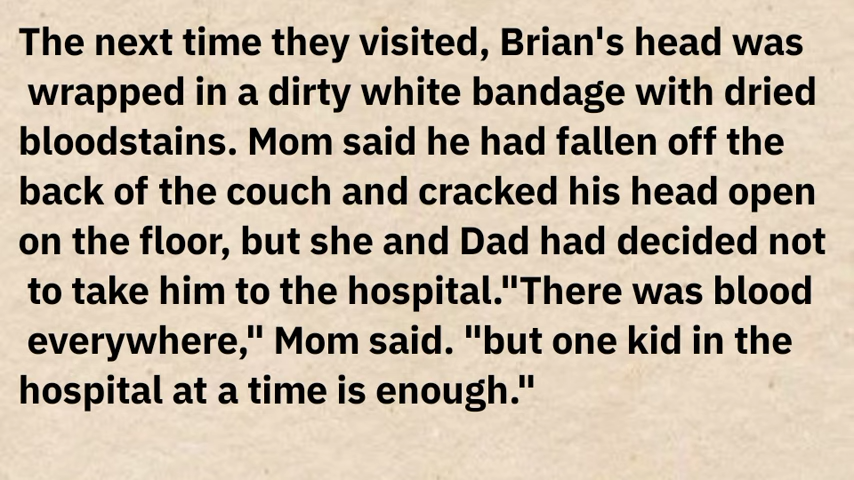 The next time they visited, Brian's head was
wrapped in a dirty white bandage with dried
bloodstains. Mom said he had fallen off the
back of the couch and cracked his head open
on the floor, but she and Dad had decided not
to take him to the hospital."There was blood
everywhere," Mom said. "but one kid in the
hospital at a time is enough."